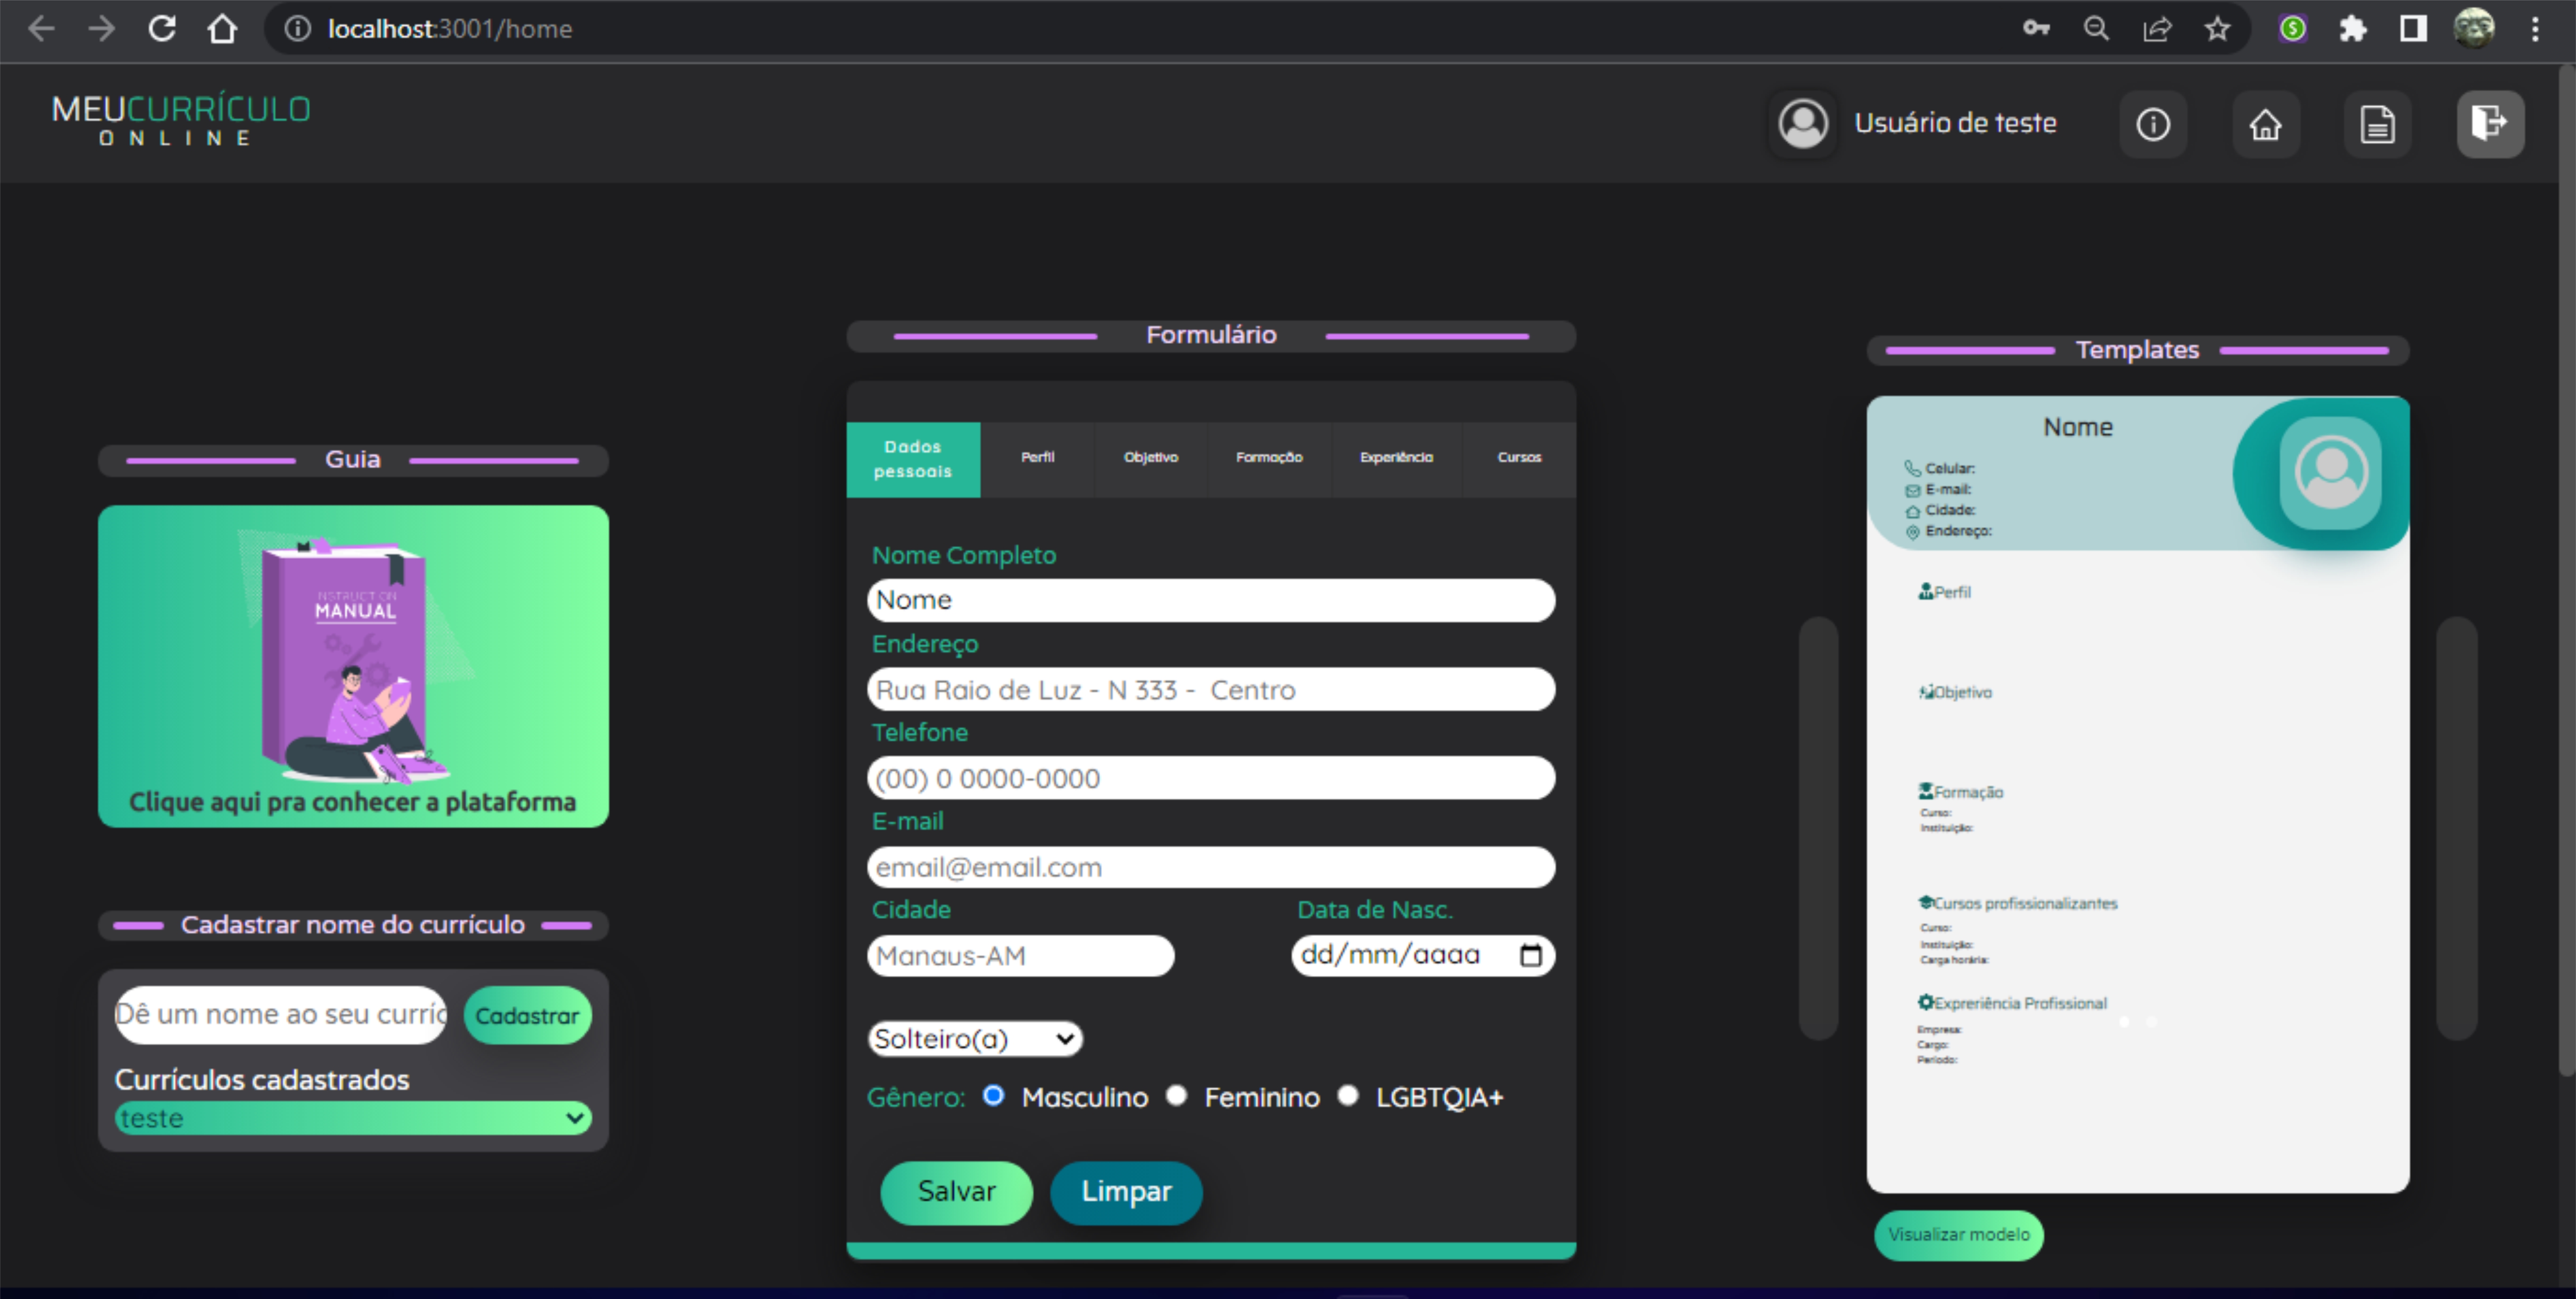 localhost:3001/home
MEUCURRÍCULO
ONLINE
Usuário de teste
Guia
INSTRUCTION
MANUAL
Clique aqui pra conhecer a plataforma
Cadastrar nome do currículo
Dê um nome ao seu curríc
Cadastrar
Currículos cadastrados
teste
Formulário
Dados
pessoais
Perfil
Objetivo
Formação
Experiência
Cursos
Nome Completo
Nome
Endereço
Rua Raio de Luz - N 333 -  Centro
Telefone
(00) 0 0000-0000
E-mail
email@email.com
Cidade
Data de Nasc.
Manaus-AM
dd/mm/aaaa
Solteiro(a)
Gênero: Masculino Feminino LGBTQIA+
Salvar
Limpar
Templates
Nome
Celular:
E-mail:
Cidade:
Endereço:
Perfil
Objetivo
Formação
Curso:
Instituição:
Cursos profissionalizantes
Curso:
Instituição:
Carga horária:
Expreriência Profissional
Empresa:
Cargo:
Período:
Visualizar modelo